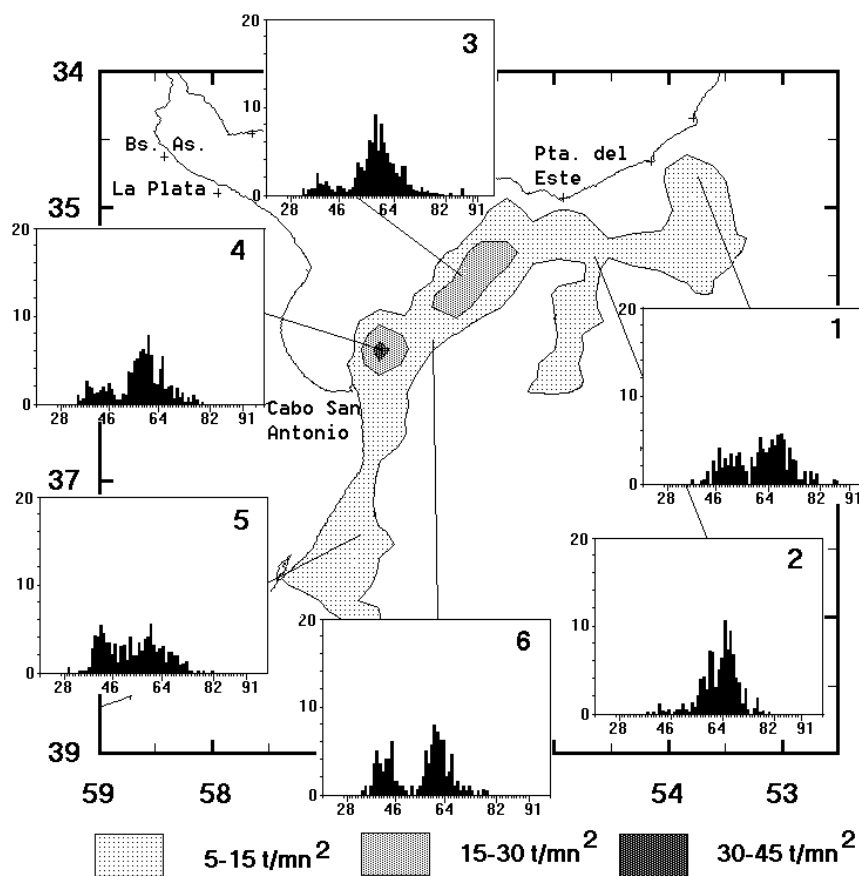 20
10
0
28 46 64 82 91
3
34
35
37
39
Bs. As.
La Plata
Pta. del
Este
20
10
0
28 46 64 82 91
4
Cabo San
Antonio
20
10
0
28 46 64 82 91
1
20
10
0
28 46 64 82 91
5
20
10
0
28 46 64 82 91
2
20
10
0
28 46 64 82 91
6
59 58 54 53
5-15 t/mn²
15-30 t/mn²
30-45 t/mn²